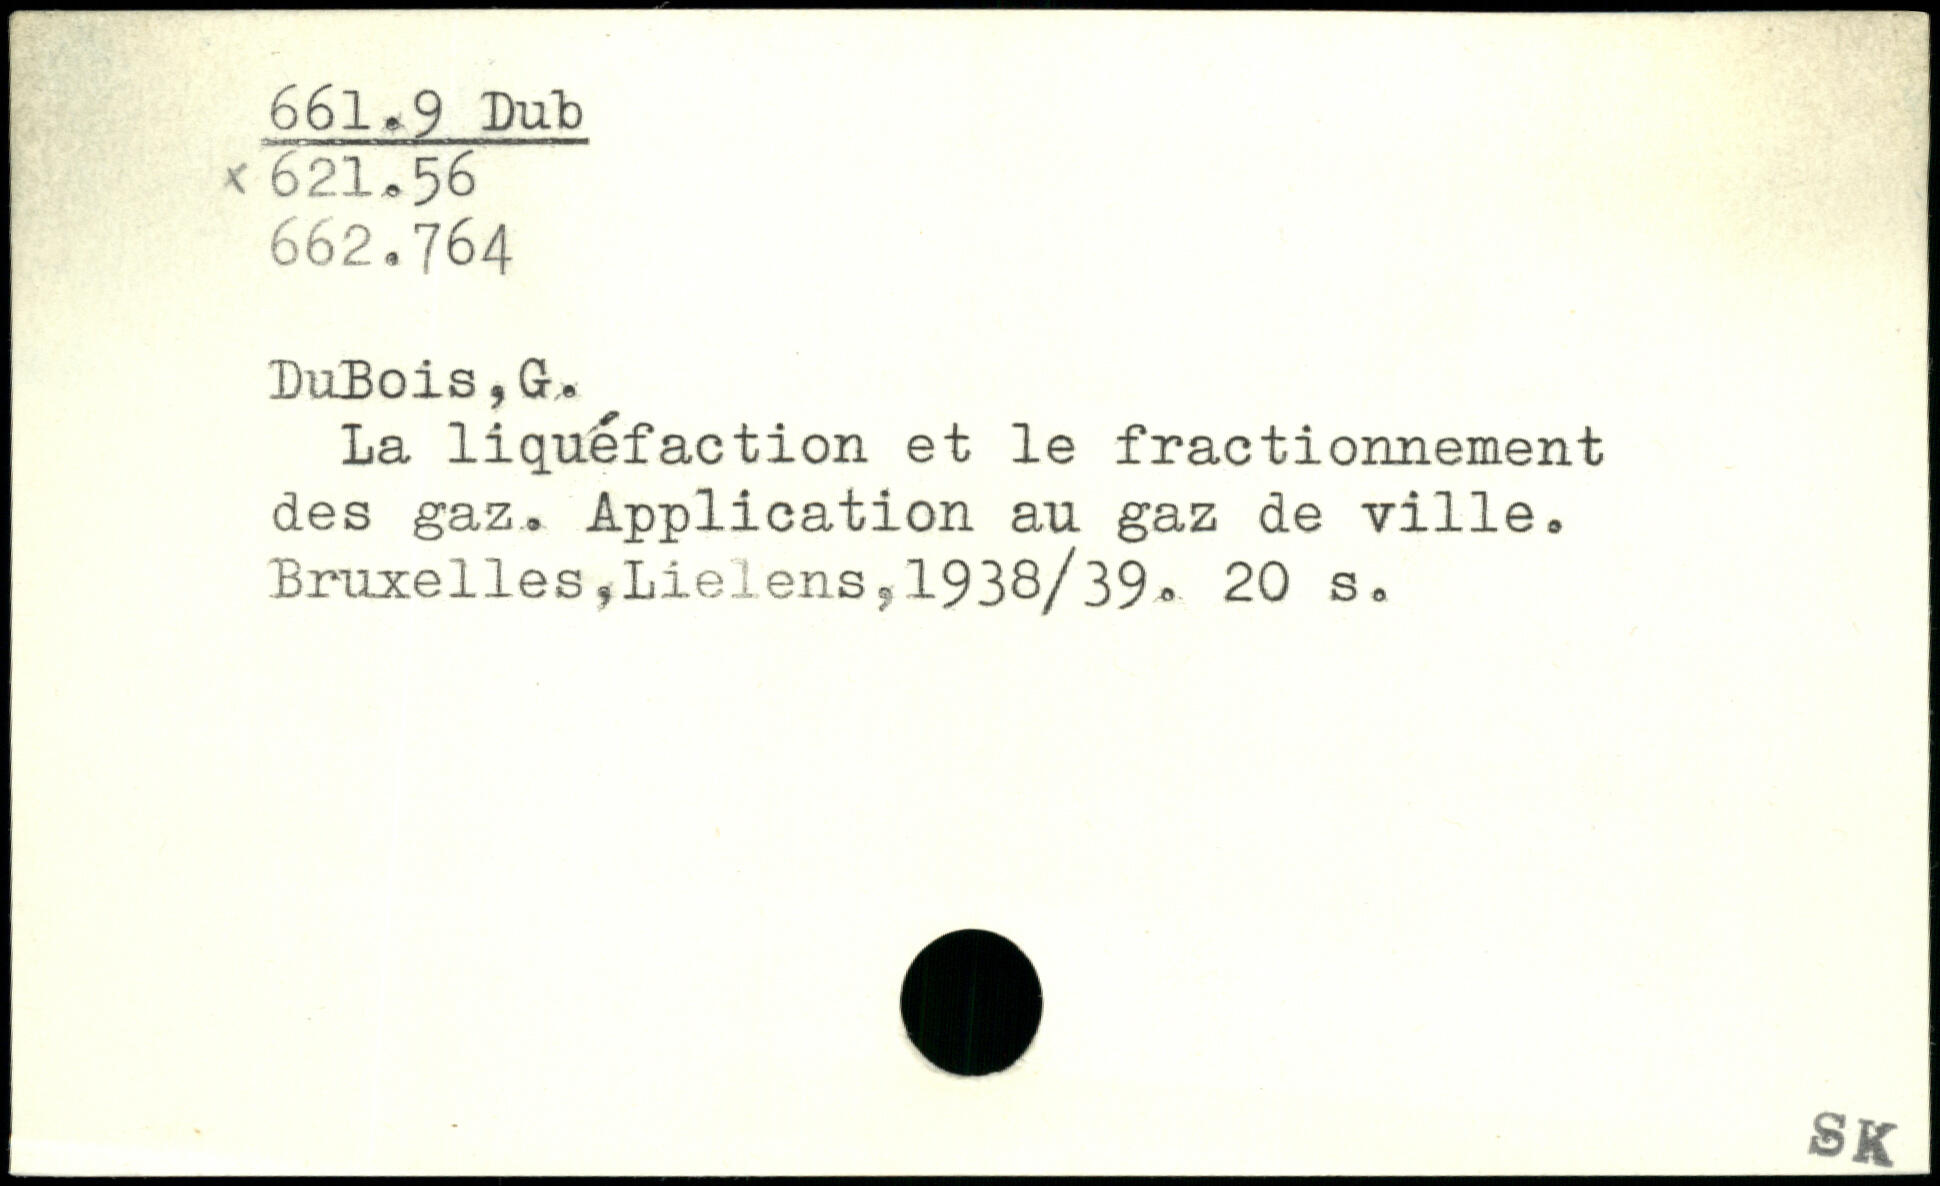 661.9 Dub
x 621.56
662.764
DuBois,G.
La liquéfaction et le fractionnement
des gaz. Application au gaz de ville.
Bruxelles,Lielens,1938/39. 20 s.
SK